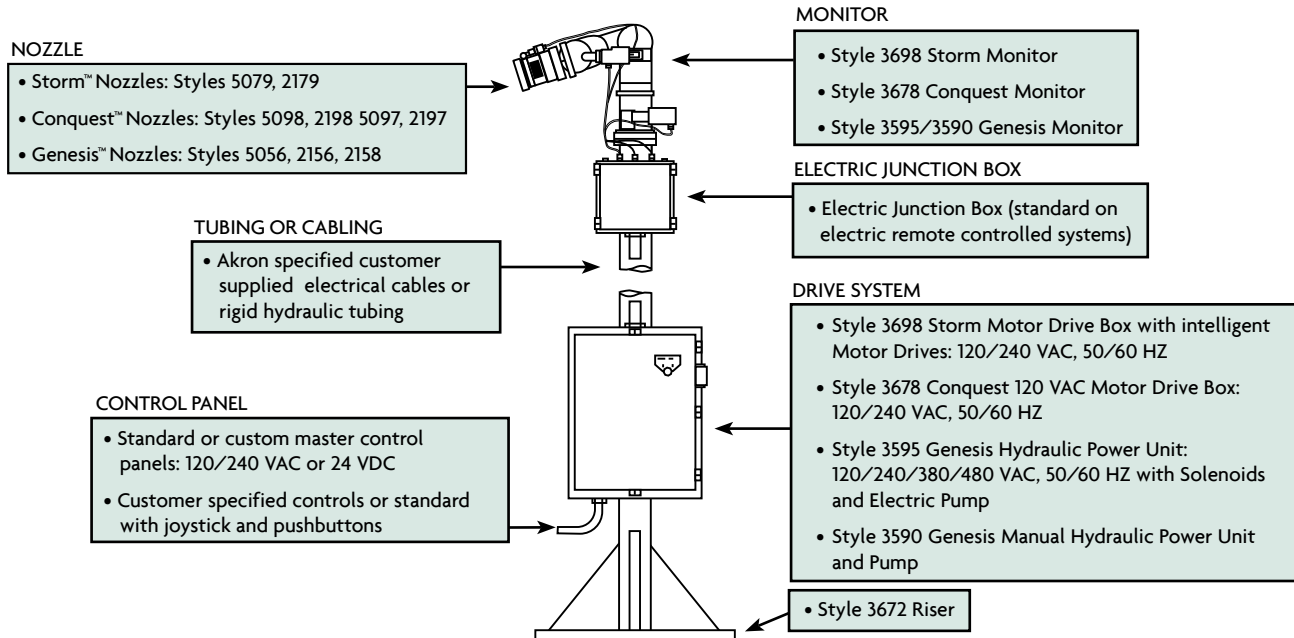 NOZZLE
• Storm™ Nozzles: Styles 5079, 2179
• Conquest™ Nozzles: Styles 5098, 2198 5097, 2197
• Genesis™ Nozzles: Styles 5056, 2156, 2158
MONITOR
• Style 3698 Storm Monitor
• Style 3678 Conquest Monitor
• Style 3595/3590 Genesis Monitor
ELECTRIC JUNCTION BOX
• Electric Junction Box (standard on
electric remote controlled systems)
TUBING OR CABLING
• Akron specified customer
supplied electrical cables or
rigid hydraulic tubing
DRIVE SYSTEM
• Style 3698 Storm Motor Drive Box with intelligent
Motor Drives: 120/240 VAC, 50/60 HZ
• Style 3678 Conquest 120 VAC Motor Drive Box:
120/240 VAC, 50/60 HZ
• Style 3595 Genesis Hydraulic Power Unit:
120/240/380/480 VAC, 50/60 HZ with Solenoids
and Electric Pump
• Style 3590 Genesis Manual Hydraulic Power Unit
and Pump
CONTROL PANEL
• Standard or custom master control
panels: 120/240 VAC or 24 VDC
• Customer specified controls or standard
with joystick and pushbuttons
• Style 3672 Riser